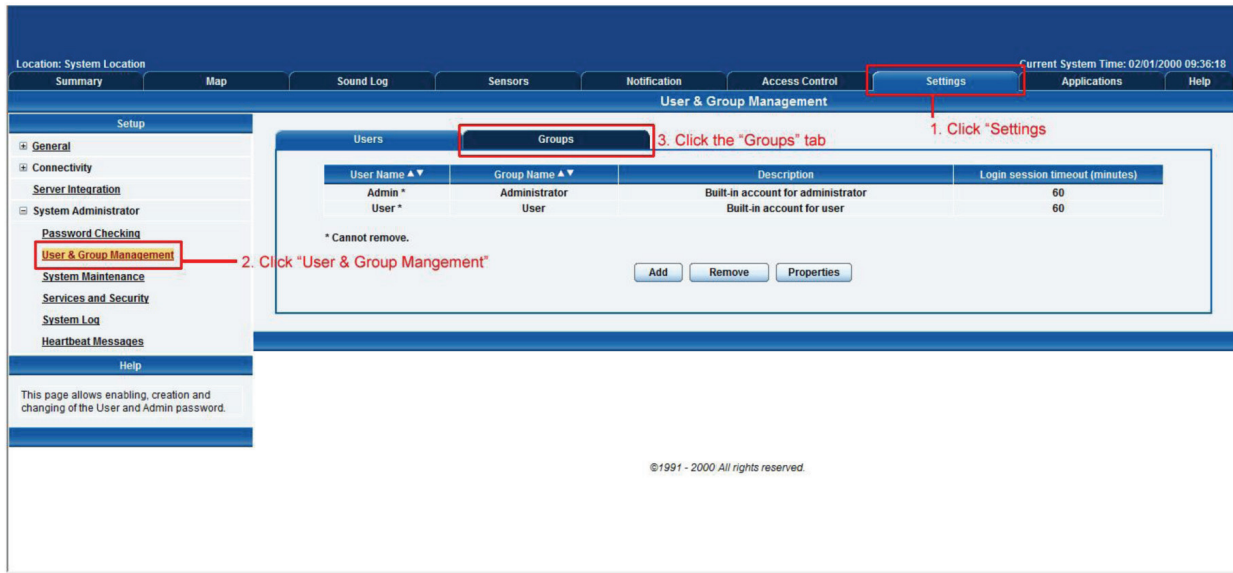 Location: System Location
Current System Time: 02/01/2000 09:36:18
Summary Map Sound Log Sensors Notification Access Control Settings Applications Help
User & Group Management
Setup
General
Connectivity
Server Integration
System Administrator
Password Checking
User & Group Management
System Maintenance
Services and Security
System Log
Heartbeat Messages
Help
This page allows enabling, creation and
changing of the User and Admin password.
1. Click "Settings
2. Click "User & Group Mangement"
3. Click the "Groups" tab
Users Groups
User Name ▲▼ Group Name ▲▼ Description Login session timeout (minutes)
Admin * Administrator Built-in account for administrator 60
User * User Built-in account for user 60
* Cannot remove.
Add Remove Properties
©1991 - 2000 All rights reserved.